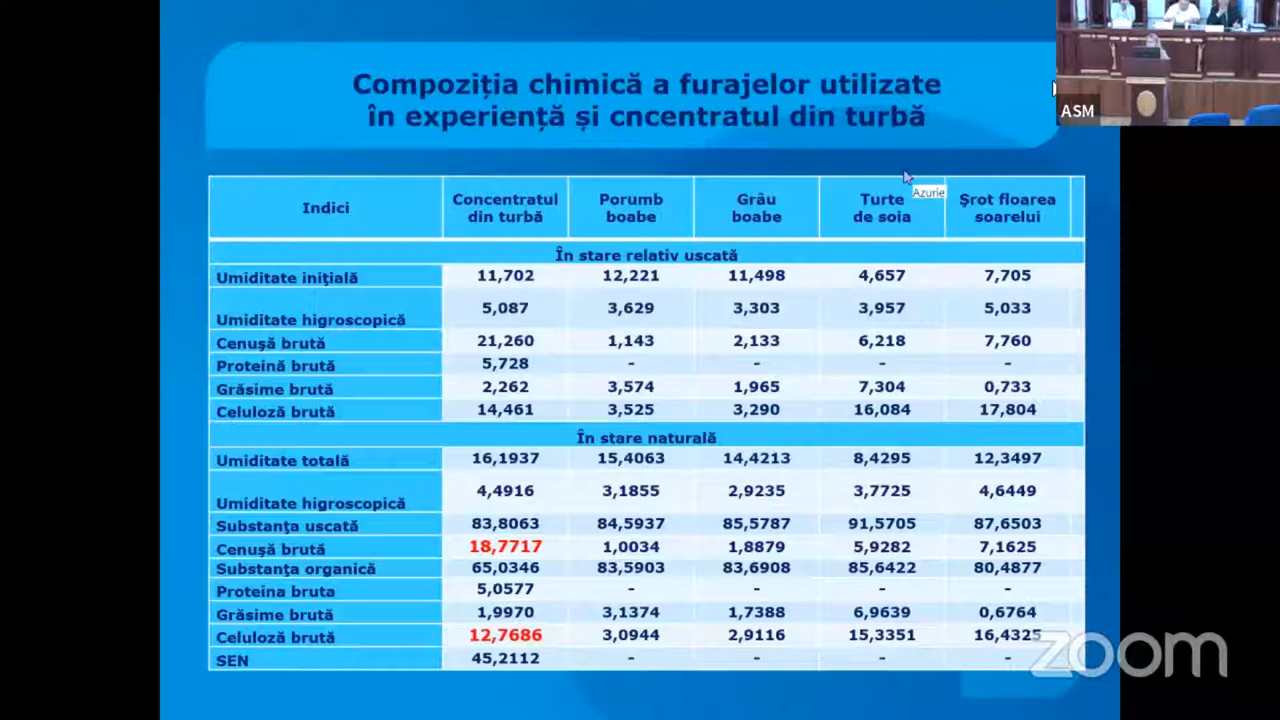 Compoziția chimică a furajelor utilizate
în experiență și cncentratul din turbă
ASM
Azurie
Indici Concentratul din turbă Porumb boabe Grâu boabe Turte de soia Şrot floarea soarelui
În stare relativ uscată
Umiditate iniţială 11,702 12,221 11,498 4,657 7,705
Umiditate higroscopică 5,087 3,629 3,303 3,957 5,033
Cenuşă brută 21,260 1,143 2,133 6,218 7,760
Proteină brută 5,728 - - - -
Grăsime brută 2,262 3,574 1,965 7,304 0,733
Celuloză brută 14,461 3,525 3,290 16,084 17,804
În stare naturală
Umiditate totală 16,1937 15,4063 14,4213 8,4295 12,3497
Umiditate higroscopică 4,4916 3,1855 2,9235 3,7725 4,6449
Substanţa uscată 83,8063 84,5937 85,5787 91,5705 87,6503
Cenuşă brută 18,7717 1,0034 1,8879 5,9282 7,1625
Substanţa organică 65,0346 83,5903 83,6908 85,6422 80,4877
Proteina bruta 5,0577 - - - -
Grăsime brută 1,9970 3,1374 1,7388 6,9639 0,6764
Celuloză brută 12,7686 3,0944 2,9116 15,3351 16,4325
SEN 45,2112 - - - -
zoom